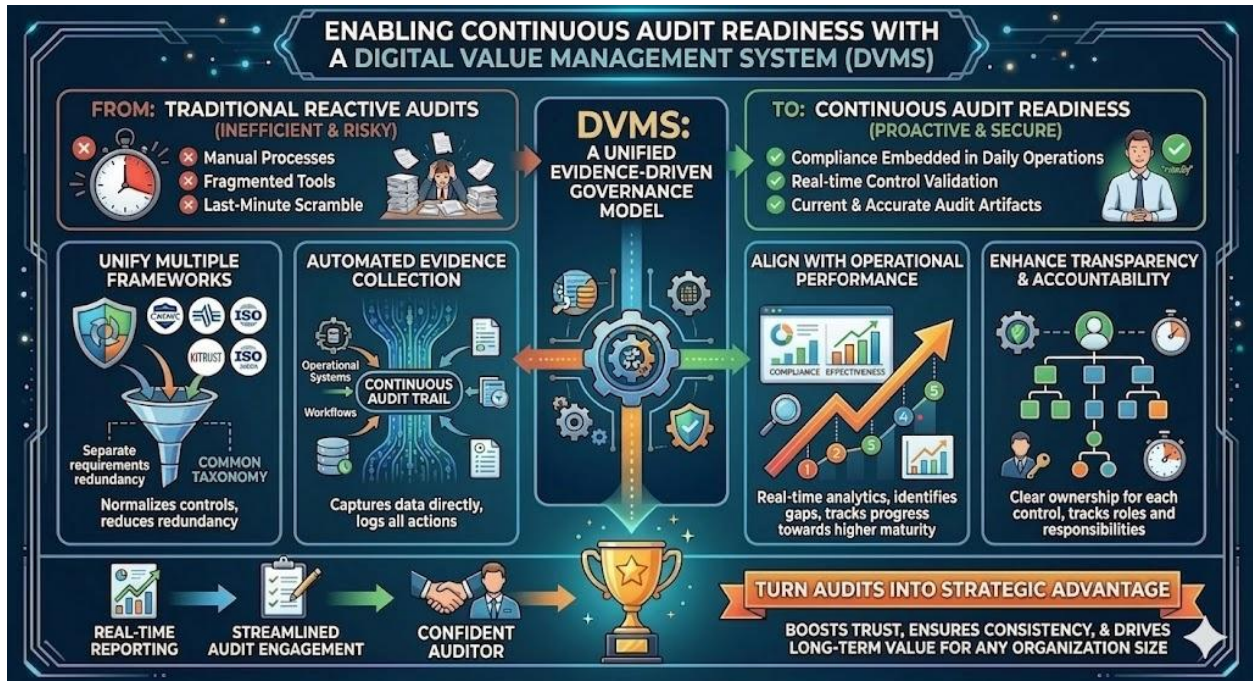 ENABLING CONTINUOUS AUDIT READINESS WITH
A DIGITAL VALUE MANAGEMENT SYSTEM (DVMS)
FROM: TRADITIONAL REACTIVE AUDITS
(INEFFICIENT & RISKY)
Manual Processes
Fragmented Tools
Last-Minute Scramble
DVMS:
A UNIFIED
EVIDENCE-DRIVEN
GOVERNANCE
MODEL
TO: CONTINUOUS AUDIT READINESS
(PROACTIVE & SECURE)
Compliance Embedded in Daily Operations
Real-time Control Validation
Current & Accurate Audit Artifacts
UNIFY MULTIPLE
FRAMEWORKS
ISO
KITRUST
ISO
Separate
requirements
redundancy
COMMON
TAXONOMY
Normalizes controls,
reduces redundancy
AUTOMATED EVIDENCE
COLLECTION
Operational
Systems
Workflows
CONTINUOUS
AUDIT TRAIL
Captures data directly,
logs all actions
ALIGN WITH OPERATIONAL
PERFORMANCE
COMPLIANCE EFFECTIVENESS
1
2
5
4
5
Real-time analytics, identifies
gaps, tracks progress
towards higher maturity
ENHANCE TRANSPARENCY
& ACCOUNTABILITY
Clear ownership for each
control, tracks roles and
responsibilities
REAL-TIME
REPORTING
STREAMLINED
AUDIT ENGAGEMENT
CONFIDENT
AUDITOR
TURN AUDITS INTO STRATEGIC ADVANTAGE
BOOSTS TRUST, ENSURES CONSISTENCY, & DRIVES
LONG-TERM VALUE FOR ANY ORGANIZATION SIZE